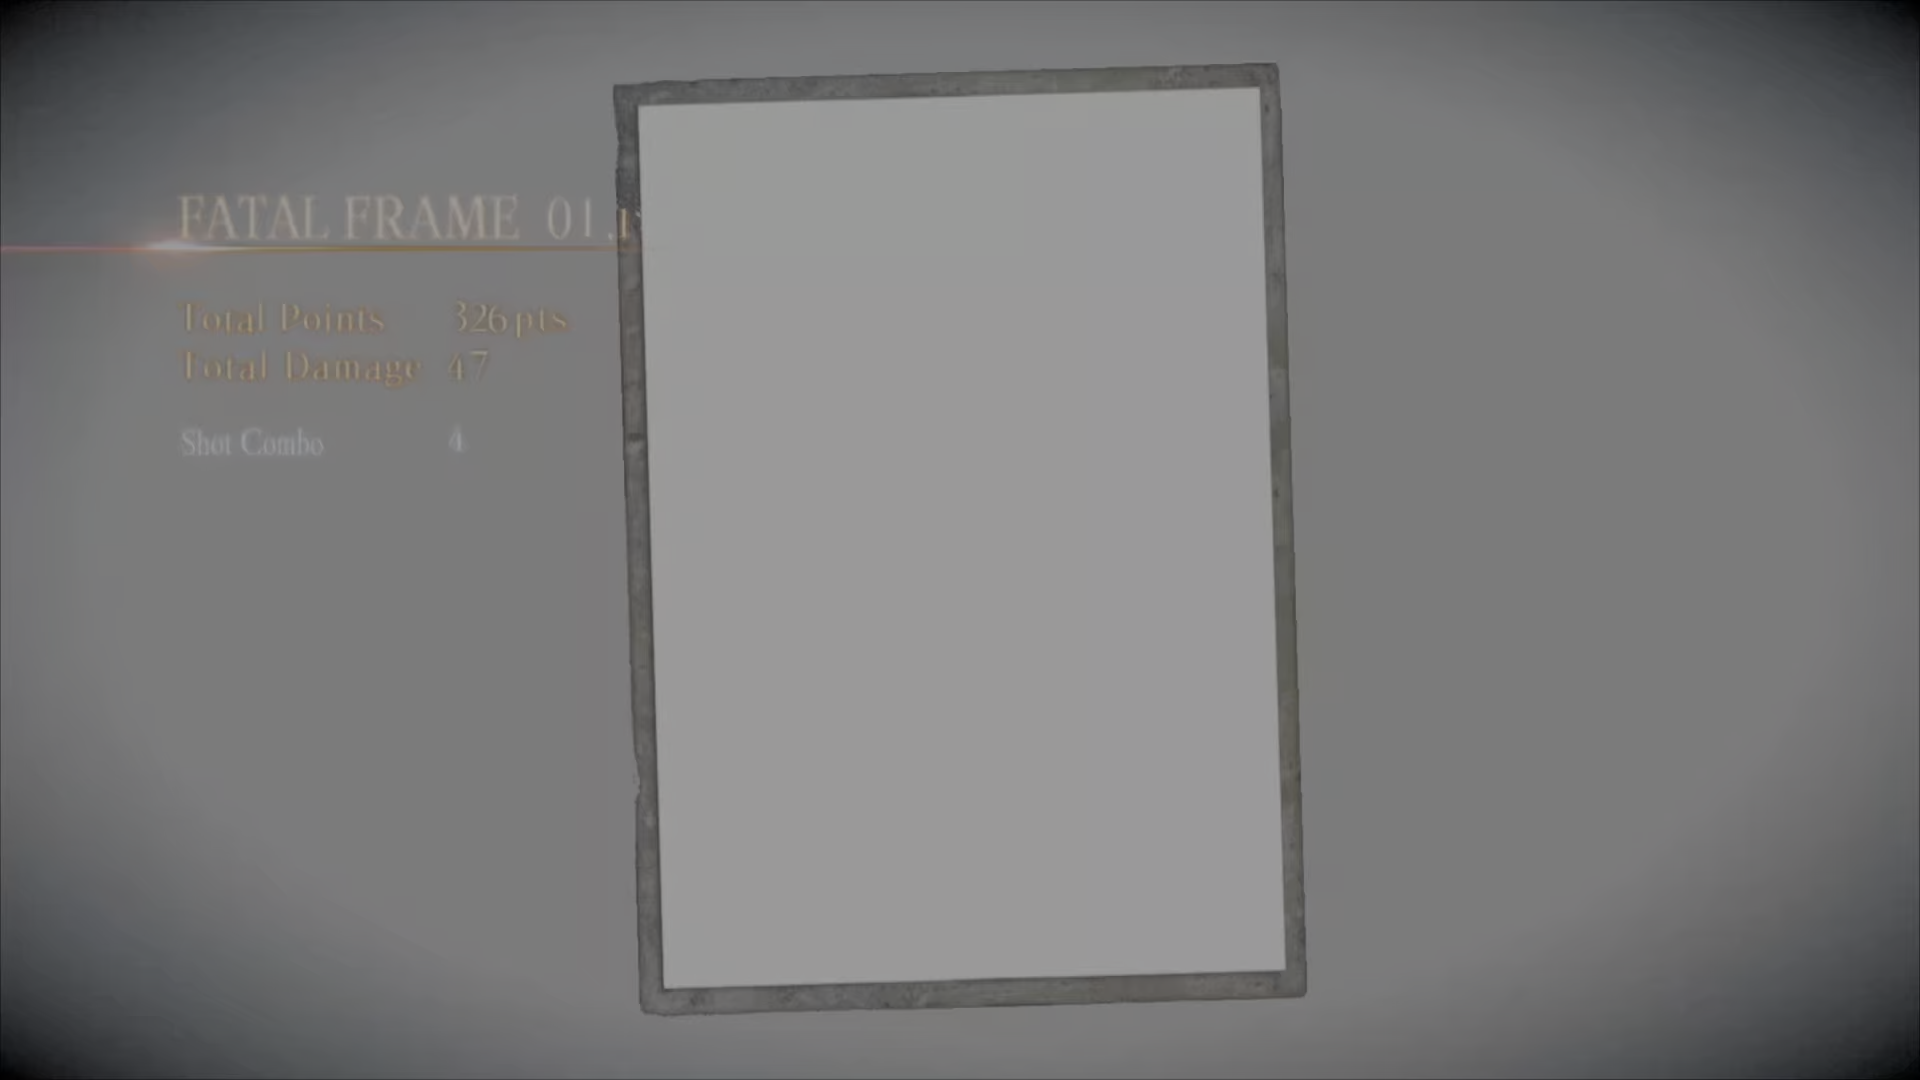 FATAL FRAME 01.
Total Points 326pts
Total Damage 47
Shot Combo 4